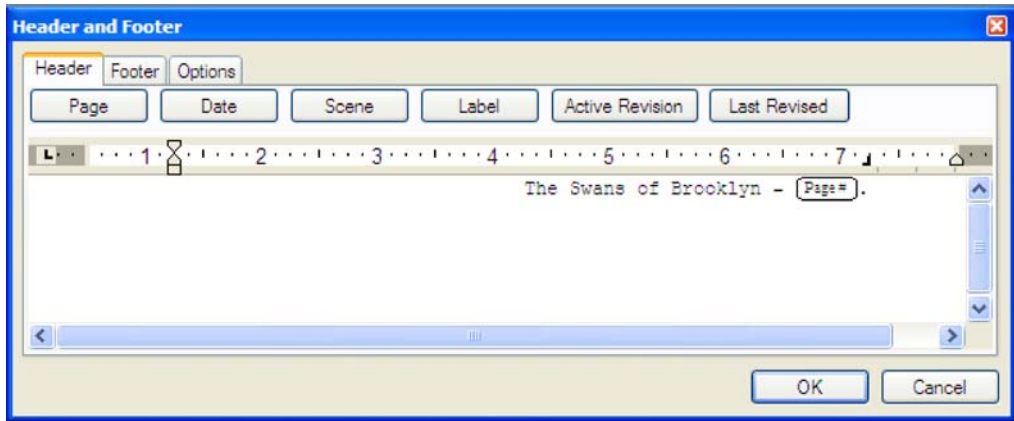 Header and Footer
Header Footer Options
Page Date Scene Label Active Revision Last Revised
1 2 3 4 5 6 7
The Swans of Brooklyn - Page#.
OK Cancel